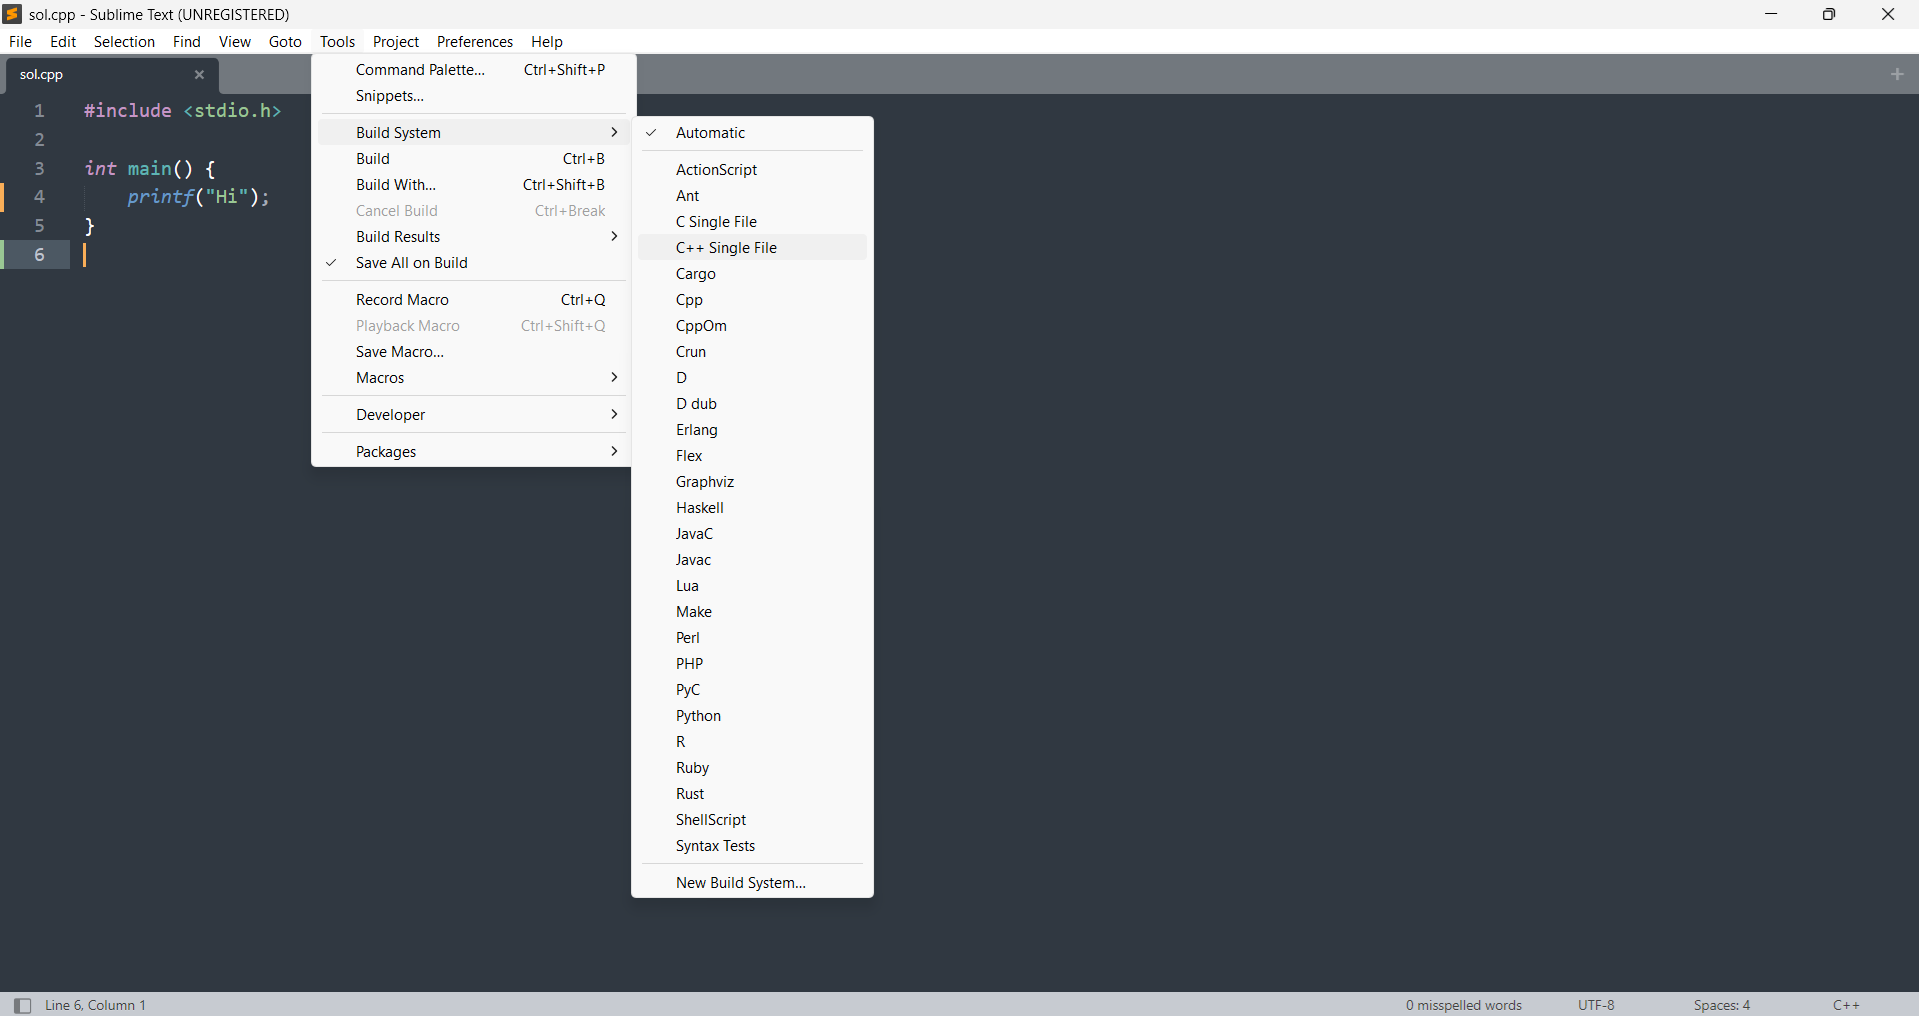 sol.cpp - Sublime Text (UNREGISTERED)
File Edit Selection Find View Goto Tools Project Preferences Help
sol.cpp
1 #include <stdio.h>
2
3 int main() {
4 printf("Hi");
5 }
6
Command Palette... Ctrl+Shift+P
Snippets...
Build System
Build Ctrl+B
Build With... Ctrl+Shift+B
Cancel Build Ctrl+Break
Build Results
Save All on Build
Record Macro Ctrl+Q
Playback Macro Ctrl+Shift+Q
Save Macro...
Macros
Developer
Packages
Automatic
ActionScript
Ant
C Single File
C++ Single File
Cargo
Cpp
CppOm
Crun
D
D dub
Erlang
Flex
Graphviz
Haskell
JavaC
Javac
Lua
Make
Perl
PHP
PyC
Python
R
Ruby
Rust
ShellScript
Syntax Tests
New Build System...
Line 6, Column 1 0 misspelled words UTF-8 Spaces: 4 C++